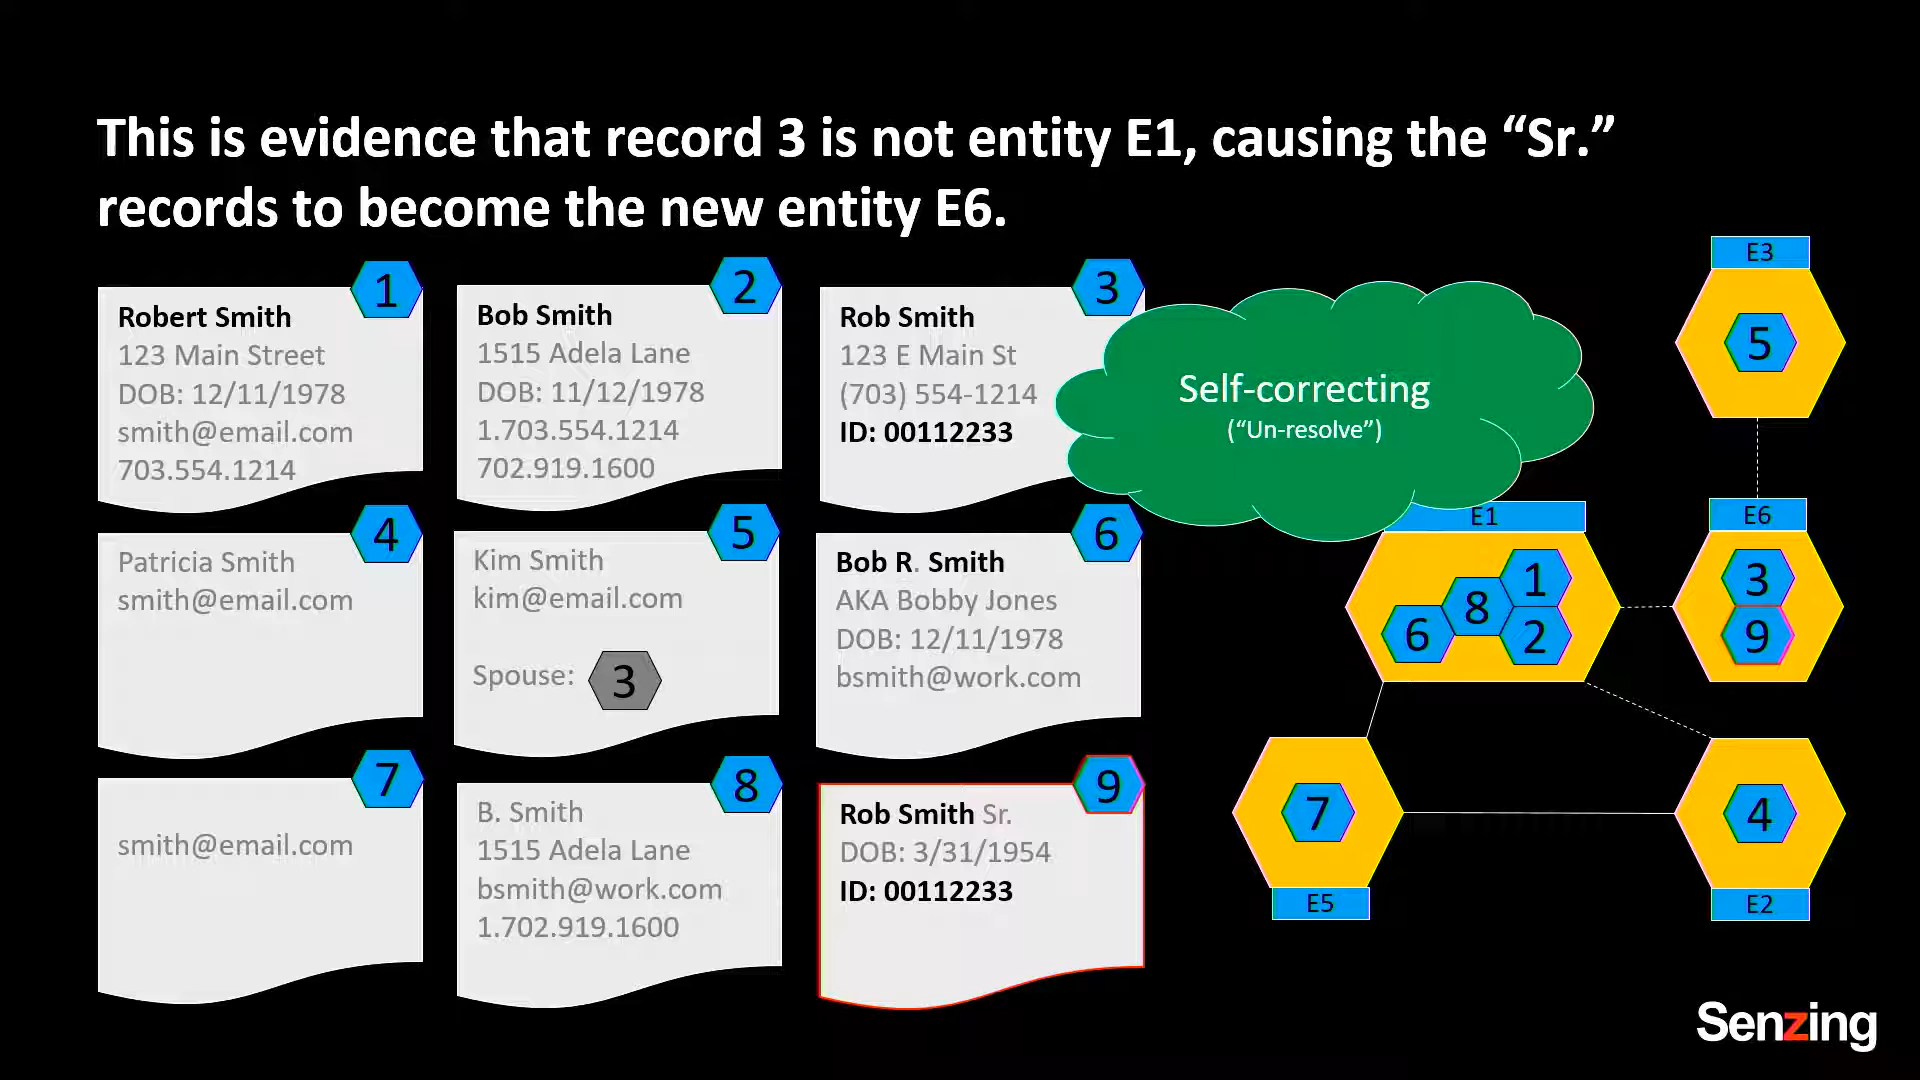 This is evidence that record 3 is not entity E1, causing the “Sr.”
records to become the new entity E6.
1
Robert Smith
123 Main Street
DOB: 12/11/1978
smith@email.com
703.554.1214
2
Bob Smith
1515 Adela Lane
DOB: 11/12/1978
1.703.554.1214
702.919.1600
3
Rob Smith
123 E Main St
(703) 554-1214
ID: 00112233
4
Patricia Smith
smith@email.com
5
Kim Smith
kim@email.com
Spouse: 3
6
Bob R. Smith
AKA Bobby Jones
DOB: 12/11/1978
bsmith@work.com
7
smith@email.com
8
B. Smith
1515 Adela Lane
bsmith@work.com
1.702.919.1600
9
Rob Smith Sr.
DOB: 3/31/1954
ID: 00112233
Self-correcting
(“Un-resolve”)
E3
5
E1
1
8
6
2
E6
3
9
7
E5
4
E2
Senzing